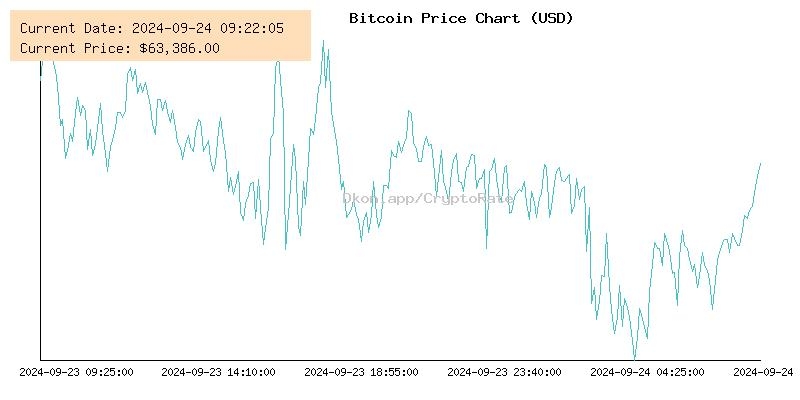 Bitcoin Price Chart (USD)
Current Date: 2024-09-24 09:22:05
Current Price: $63,386.00
Dkon.app/CryptoRate
2024-09-23 09:25:00 2024-09-23 14:10:00 2024-09-23 18:55:00 2024-09-23 23:40:00 2024-09-24 04:25:00 2024-09-24